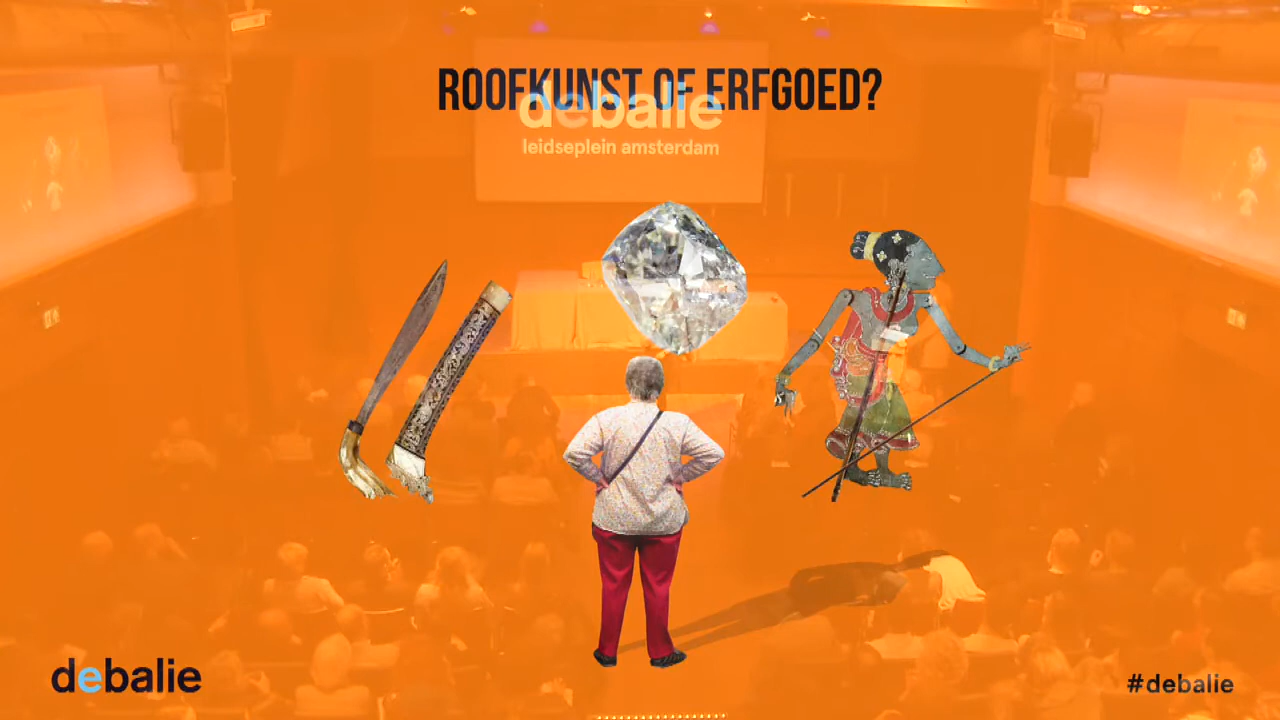 ROOFKUNST OF ERFGOED?
debalie
leidseplein amsterdam
debalie
#debalie